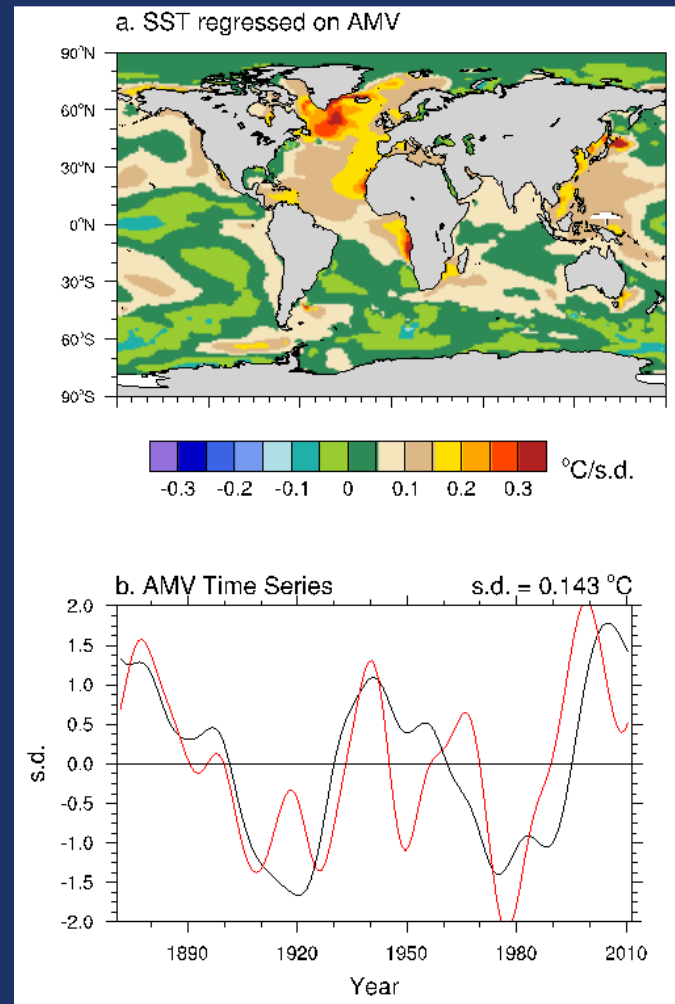 a. SST regressed on AMV
90°N
60°N
30°N
0°N
30°S
60°S
90°S
-0.3 -0.2 -0.1 0 0.1 0.2 0.3 °C/s.d.
b. AMV Time Series s.d. = 0.143 °C
2.0
1.5
1.0
0.5
0.0
-0.5
-1.0
-1.5
-2.0
s.d.
1890 1920 1950 1980 2010
Year